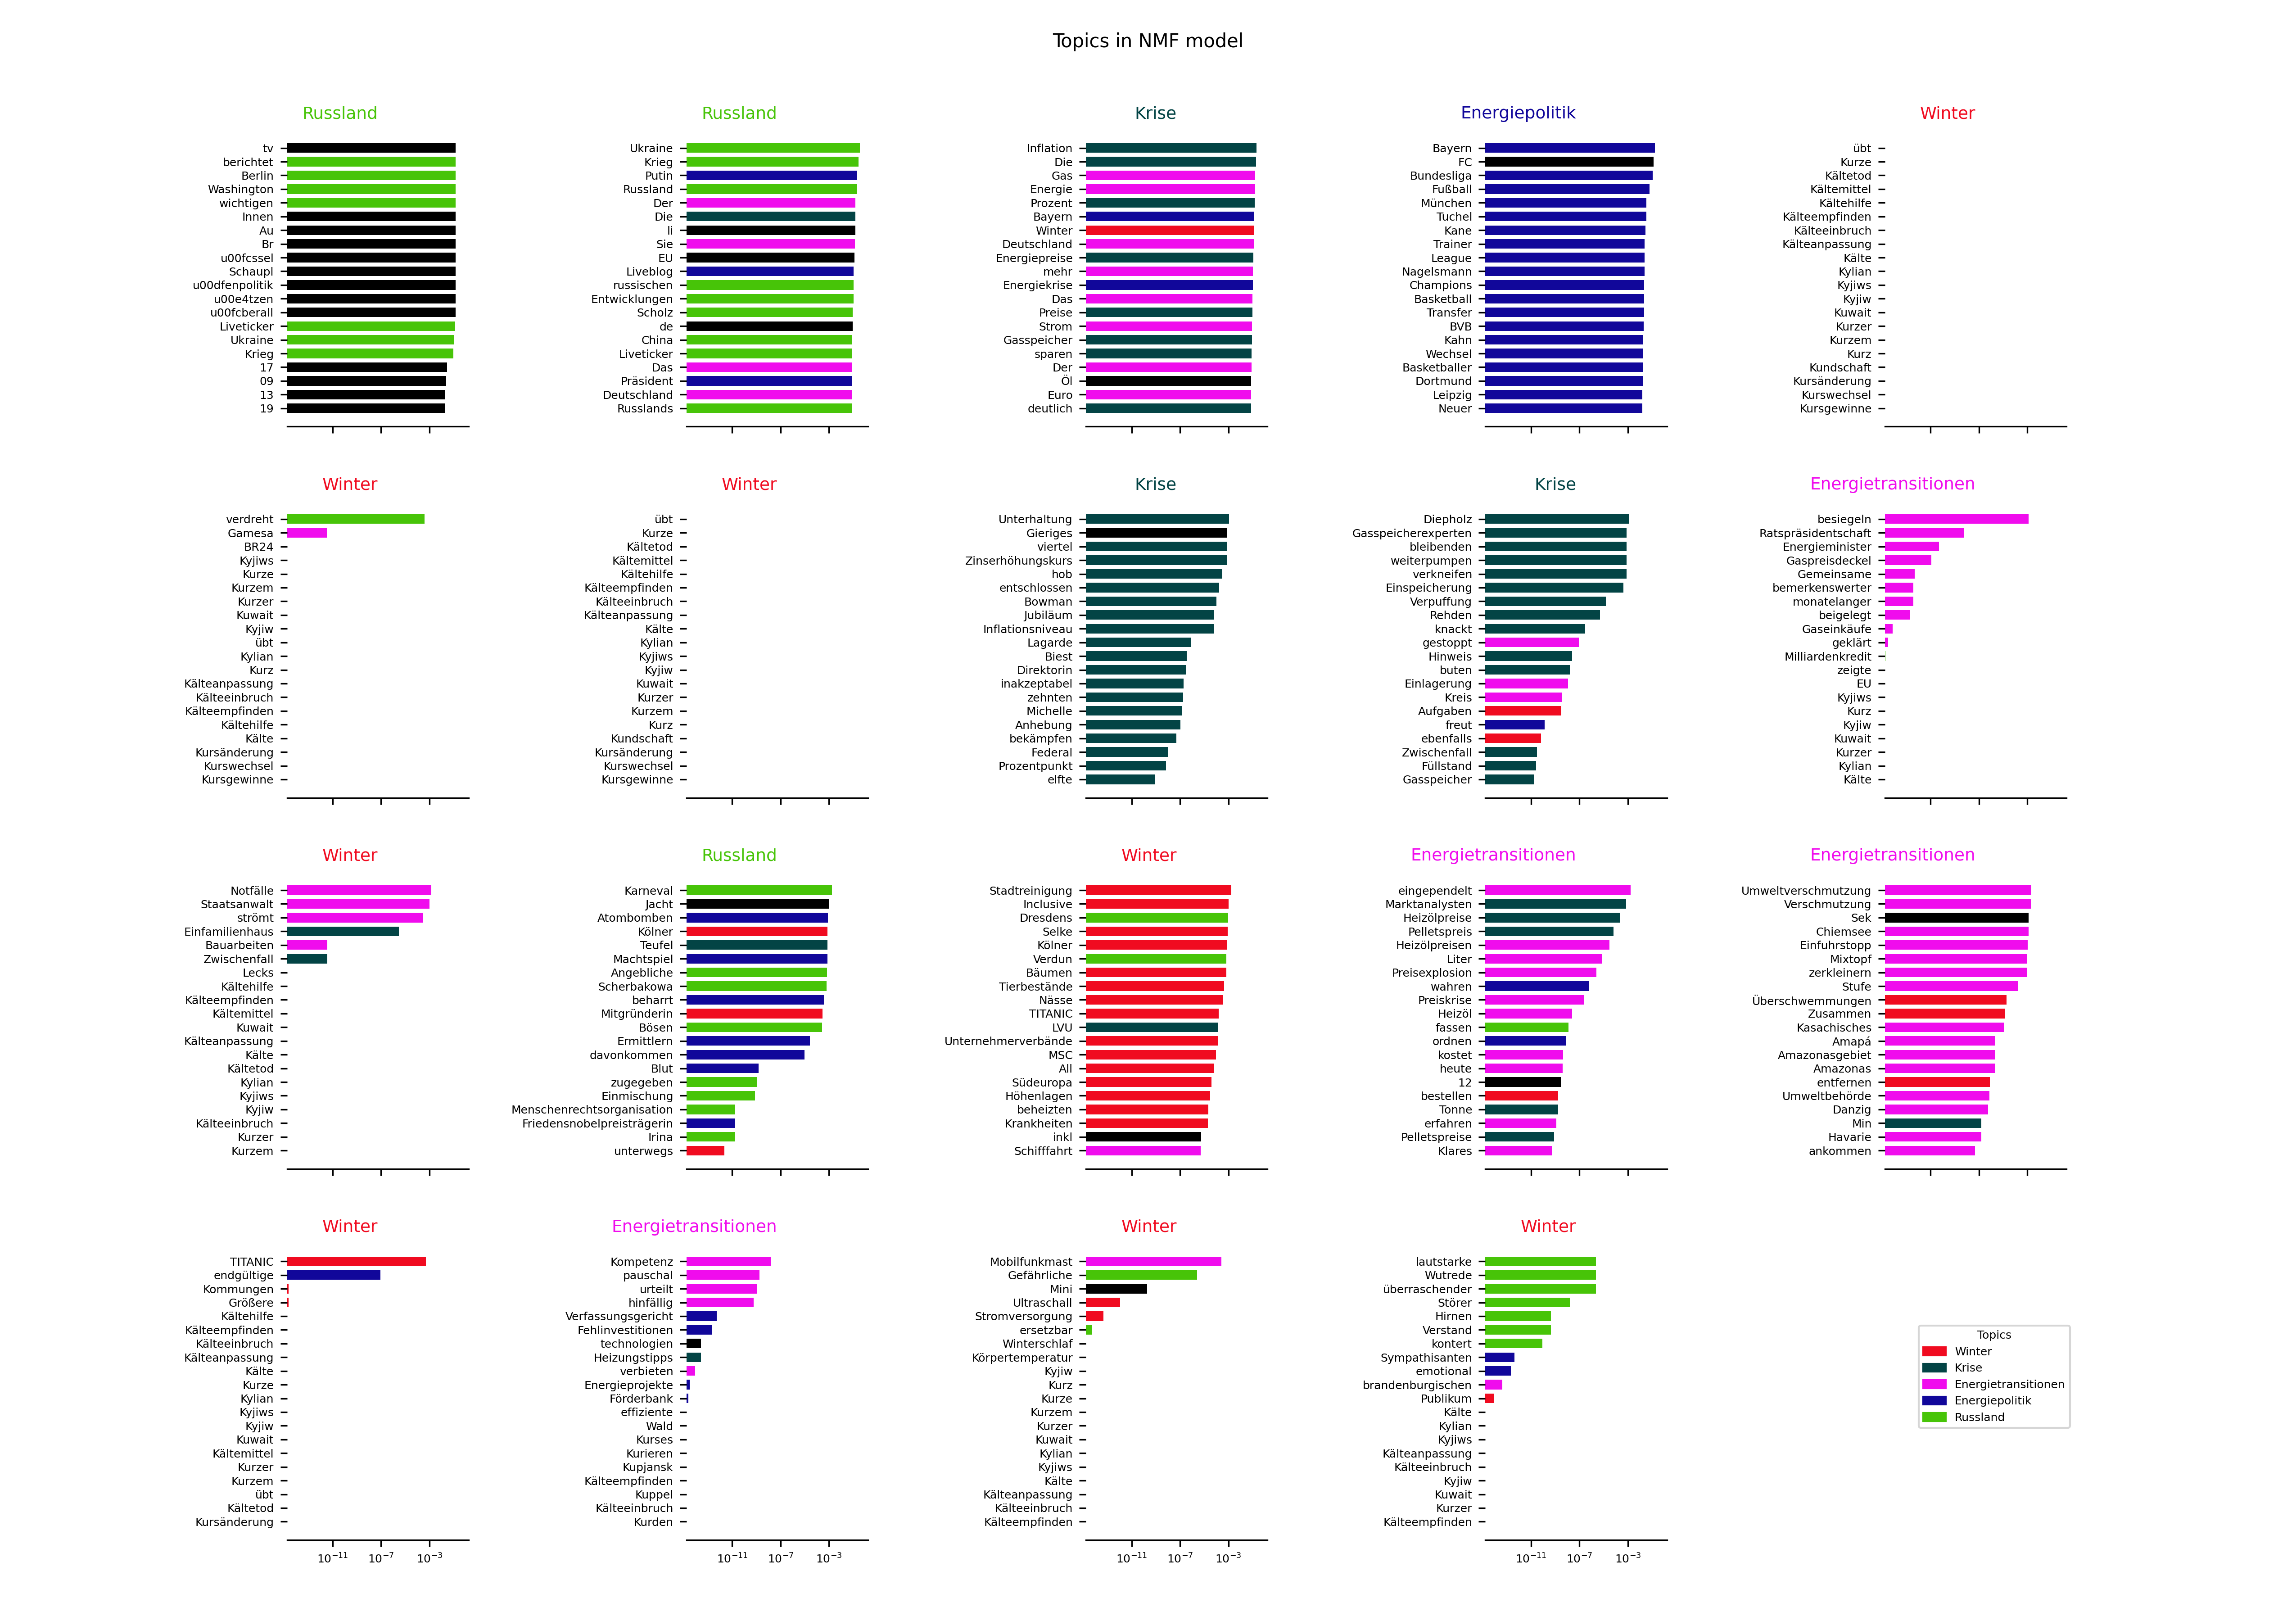 Topics in NMF model
Russland
tv
berichtet
Berlin
Washington
wichtigen
Innen
Au
Br
u00fcssel
Schaupl
u00dfenpolitik
u00e4tzen
u00fcberall
Liveticker
Ukraine
Krieg
17
09
13
19
Russland
Ukraine
Krieg
Putin
Russland
Der
Die
li
Sie
EU
Liveblog
russischen
Entwicklungen
Scholz
de
China
Liveticker
Das
Präsident
Deutschland
Russlands
Krise
Inflation
Die
Gas
Energie
Prozent
Bayern
Winter
Deutschland
Energiepreise
mehr
Energiekrise
Das
Preise
Strom
Gasspeicher
sparen
Der
Öl
Euro
deutlich
Energiepolitik
Bayern
FC
Bundesliga
Fußball
München
Tuchel
Kane
Trainer
League
Nagelsmann
Champions
Basketball
Transfer
BVB
Kahn
Wechsel
Basketballer
Dortmund
Leipzig
Neuer
Winter
übt
Kurze
Kältetod
Kältemittel
Kältehilfe
Kälteempfinden
Kälteeinbruch
Kälteanpassung
Kälte
Kylian
Kyjiws
Kyjiw
Kuwait
Kurzer
Kurzem
Kurz
Kundschaft
Kursänderung
Kurswechsel
Kursgewinne
Winter
verdreht
Gamesa
BR24
Kyjiws
Kurze
Kurzem
Kurzer
Kuwait
Kyjiw
übt
Kylian
Kurz
Kälteanpassung
Kälteeinbruch
Kälteempfinden
Kältehilfe
Kälte
Kursänderung
Kurswechsel
Kursgewinne
Winter
übt
Kurze
Kältetod
Kältemittel
Kältehilfe
Kälteempfinden
Kälteeinbruch
Kälteanpassung
Kälte
Kylian
Kyjiws
Kyjiw
Kuwait
Kurzer
Kurzem
Kurz
Kundschaft
Kursänderung
Kurswechsel
Kursgewinne
Krise
Unterhaltung
Gieriges
viertel
Zinserhöhungskurs
hob
entschlossen
Bowman
Jubiläum
Inflationsniveau
Lagarde
Biest
Direktorin
inakzeptabel
zehnten
Michelle
Anhebung
bekämpfen
Federal
Prozentpunkt
elfte
Krise
Diepholz
Gasspeicherexperten
bleibenden
weiterpumpen
verkneifen
Einspeicherung
Verpuffung
Rehden
knackt
gestoppt
Hinweis
buten
Einlagerung
Kreis
Aufgaben
freut
ebenfalls
Zwischenfall
Füllstand
Gasspeicher
Energietransitionen
besiegeln
Ratspräsidentschaft
Energieminister
Gaspreisdeckel
Gemeinsame
bemerkenswerter
monatelanger
beigelegt
Gaseinkäufe
geklärt
Milliardenkredit
zeigte
EU
Kyjiws
Kurz
Kyjiw
Kuwait
Kurzer
Kylian
Kälte
Winter
Notfälle
Staatsanwalt
strömt
Einfamilienhaus
Bauarbeiten
Zwischenfall
Lecks
Kältehilfe
Kälteempfinden
Kältemittel
Kuwait
Kälteanpassung
Kälte
Kältetod
Kylian
Kyjiws
Kyjiw
Kälteeinbruch
Kurzer
Kurzem
Russland
Karneval
Jacht
Atombomben
Kölner
Teufel
Machtspiel
Angebliche
Scherbakowa
beharrt
Mitgründerin
Bösen
Ermittlern
davonkommen
Blut
zugegeben
Einmischung
Menschenrechtsorganisation
Friedensnobelpreisträgerin
Irina
unterwegs
Winter
Stadtreinigung
Inclusive
Dresdens
Selke
Kölner
Verdun
Bäumen
Tierbestände
Nässe
TITANIC
LVU
Unternehmerverbände
MSC
All
Südeuropa
Höhenlagen
beheizten
Krankheiten
inkl
Schifffahrt
Energietransitionen
eingependelt
Marktanalysten
Heizölpreise
Pelletspreis
Heizölpreisen
Liter
Preisexplosion
wahren
Preiskrise
Heizöl
fassen
ordnen
kostet
heute
12
bestellen
Tonne
erfahren
Pelletspreise
Klares
Energietransitionen
Umweltverschmutzung
Verschmutzung
Sek
Chiemsee
Einfuhrstopp
Mixtopf
zerkleinern
Stufe
Überschwemmungen
Zusammen
Kasachisches
Amapá
Amazonasgebiet
Amazonas
entfernen
Umweltbehörde
Danzig
Min
Havarie
ankommen
Winter
TITANIC
endgültige
Kommungen
Größere
Kältehilfe
Kälteempfinden
Kälteeinbruch
Kälteanpassung
Kälte
Kurze
Kylian
Kyjiws
Kyjiw
Kuwait
Kältemittel
Kurzer
Kurzem
übt
Kältetod
Kursänderung
10⁻¹¹ 10⁻⁷ 10⁻³
Energietransitionen
Kompetenz
pauschal
urteilt
hinfällig
Verfassungsgericht
Fehlinvestitionen
technologien
Heizungstipps
verbieten
Energieprojekte
Förderbank
effiziente
Wald
Kurses
Kurieren
Kupjansk
Kälteempfinden
Kuppel
Kälteeinbruch
Kurden
10⁻¹¹ 10⁻⁷ 10⁻³
Winter
Mobilfunkmast
Gefährliche
Mini
Ultraschall
Stromversorgung
ersetzbar
Winterschlaf
Körpertemperatur
Kyjiw
Kurz
Kurze
Kurzem
Kurzer
Kuwait
Kylian
Kyjiws
Kälte
Kälteanpassung
Kälteeinbruch
Kälteempfinden
10⁻¹¹ 10⁻⁷ 10⁻³
Winter
lautstarke
Wutrede
überraschender
Störer
Hirnen
Verstand
kontert
Sympathisanten
emotional
brandenburgischen
Publikum
Kälte
Kylian
Kyjiws
Kälteanpassung
Kälteeinbruch
Kyjiw
Kuwait
Kurzer
Kälteempfinden
10⁻¹¹ 10⁻⁷ 10⁻³
Topics
Winter
Krise
Energietransitionen
Energiepolitik
Russland